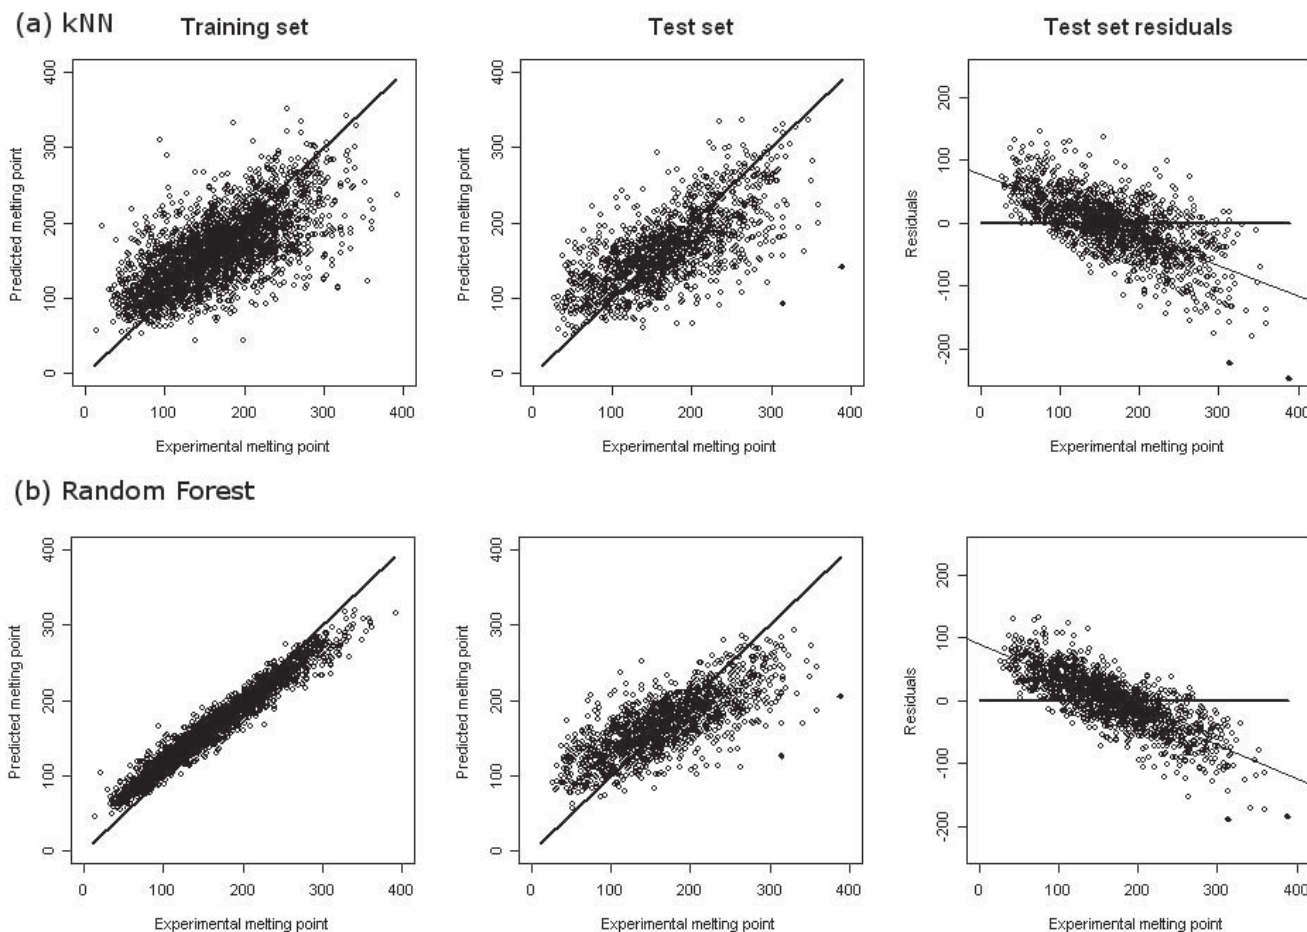 (a) kNN
Training set
Test set
Test set residuals
Predicted melting point
400
300
200
100
0
0 100 200 300 400
Experimental melting point
Predicted melting point
400
300
200
100
0
0 100 200 300 400
Experimental melting point
Residuals
200
100
0
-100
-200
0 100 200 300 400
Experimental melting point
(b) Random Forest
Predicted melting point
400
300
200
100
0
0 100 200 300 400
Experimental melting point
Predicted melting point
400
300
200
100
0
0 100 200 300 400
Experimental melting point
Residuals
200
100
0
-100
-200
0 100 200 300 400
Experimental melting point